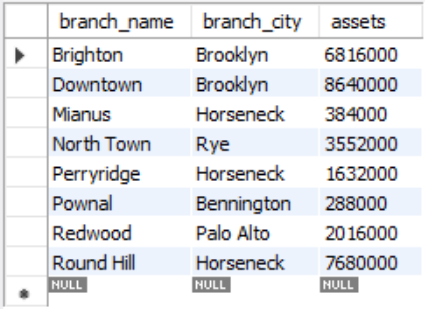 branch_name branch_city assets
Brighton Brooklyn 6816000
Downtown Brooklyn 8640000
Mianus Horseneck 384000
North Town Rye 3552000
Perryridge Horseneck 1632000
Pownal Bennington 288000
Redwood Palo Alto 2016000
Round Hill Horseneck 7680000
NULL NULL NULL